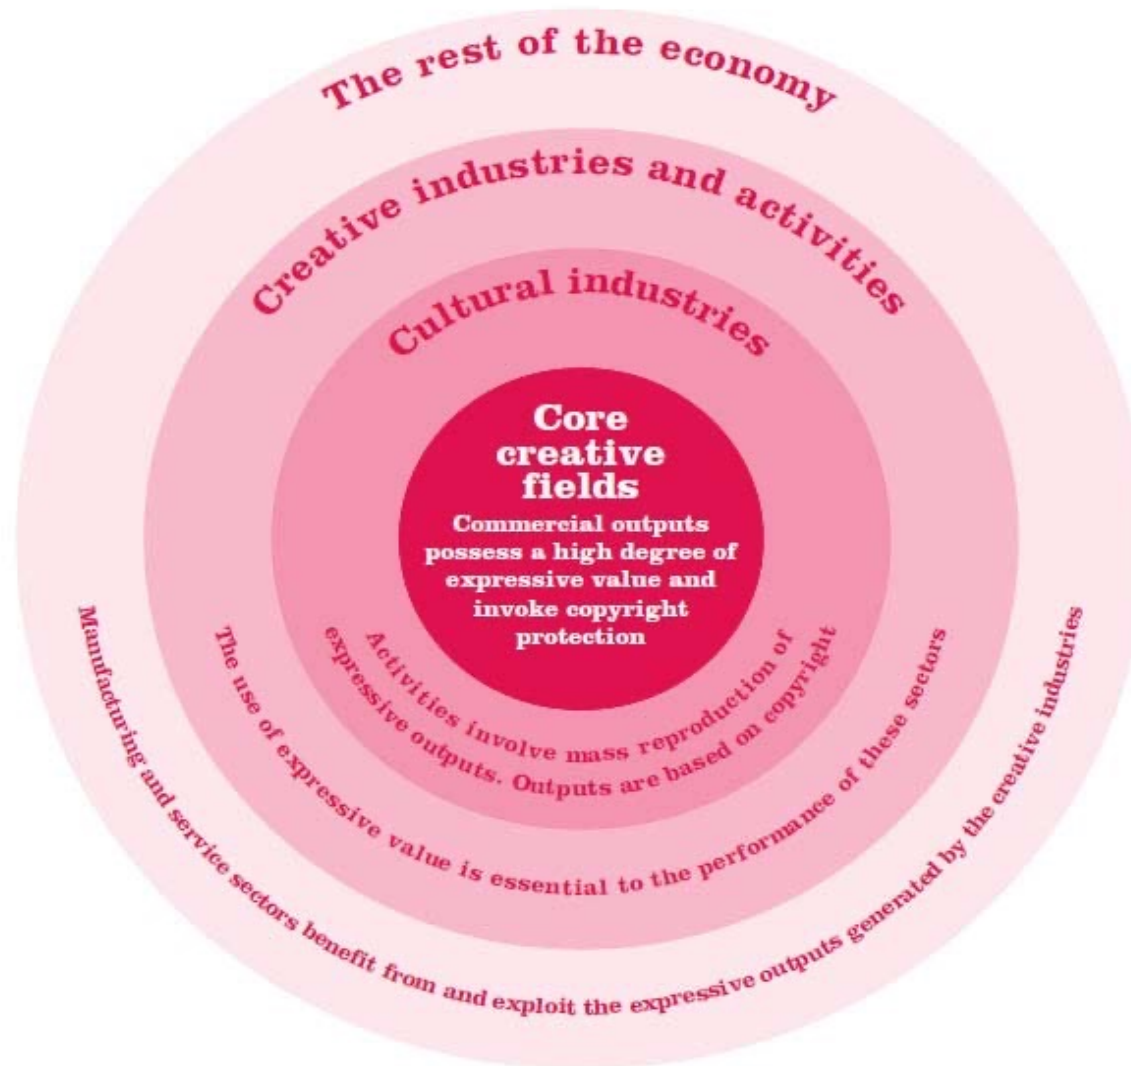 The rest of the economy
Creative industries and activities
Cultural industries
Core
creative
fields
Commercial outputs
possess a high degree of
expressive value and
invoke copyright
protection
Activities involve mass reproduction of
expressive outputs. Outputs are based on copyright
The use of expressive value is essential to the performance of these sectors
Manufacturing and service sectors benefit from and exploit the expressive outputs generated by the creative industries